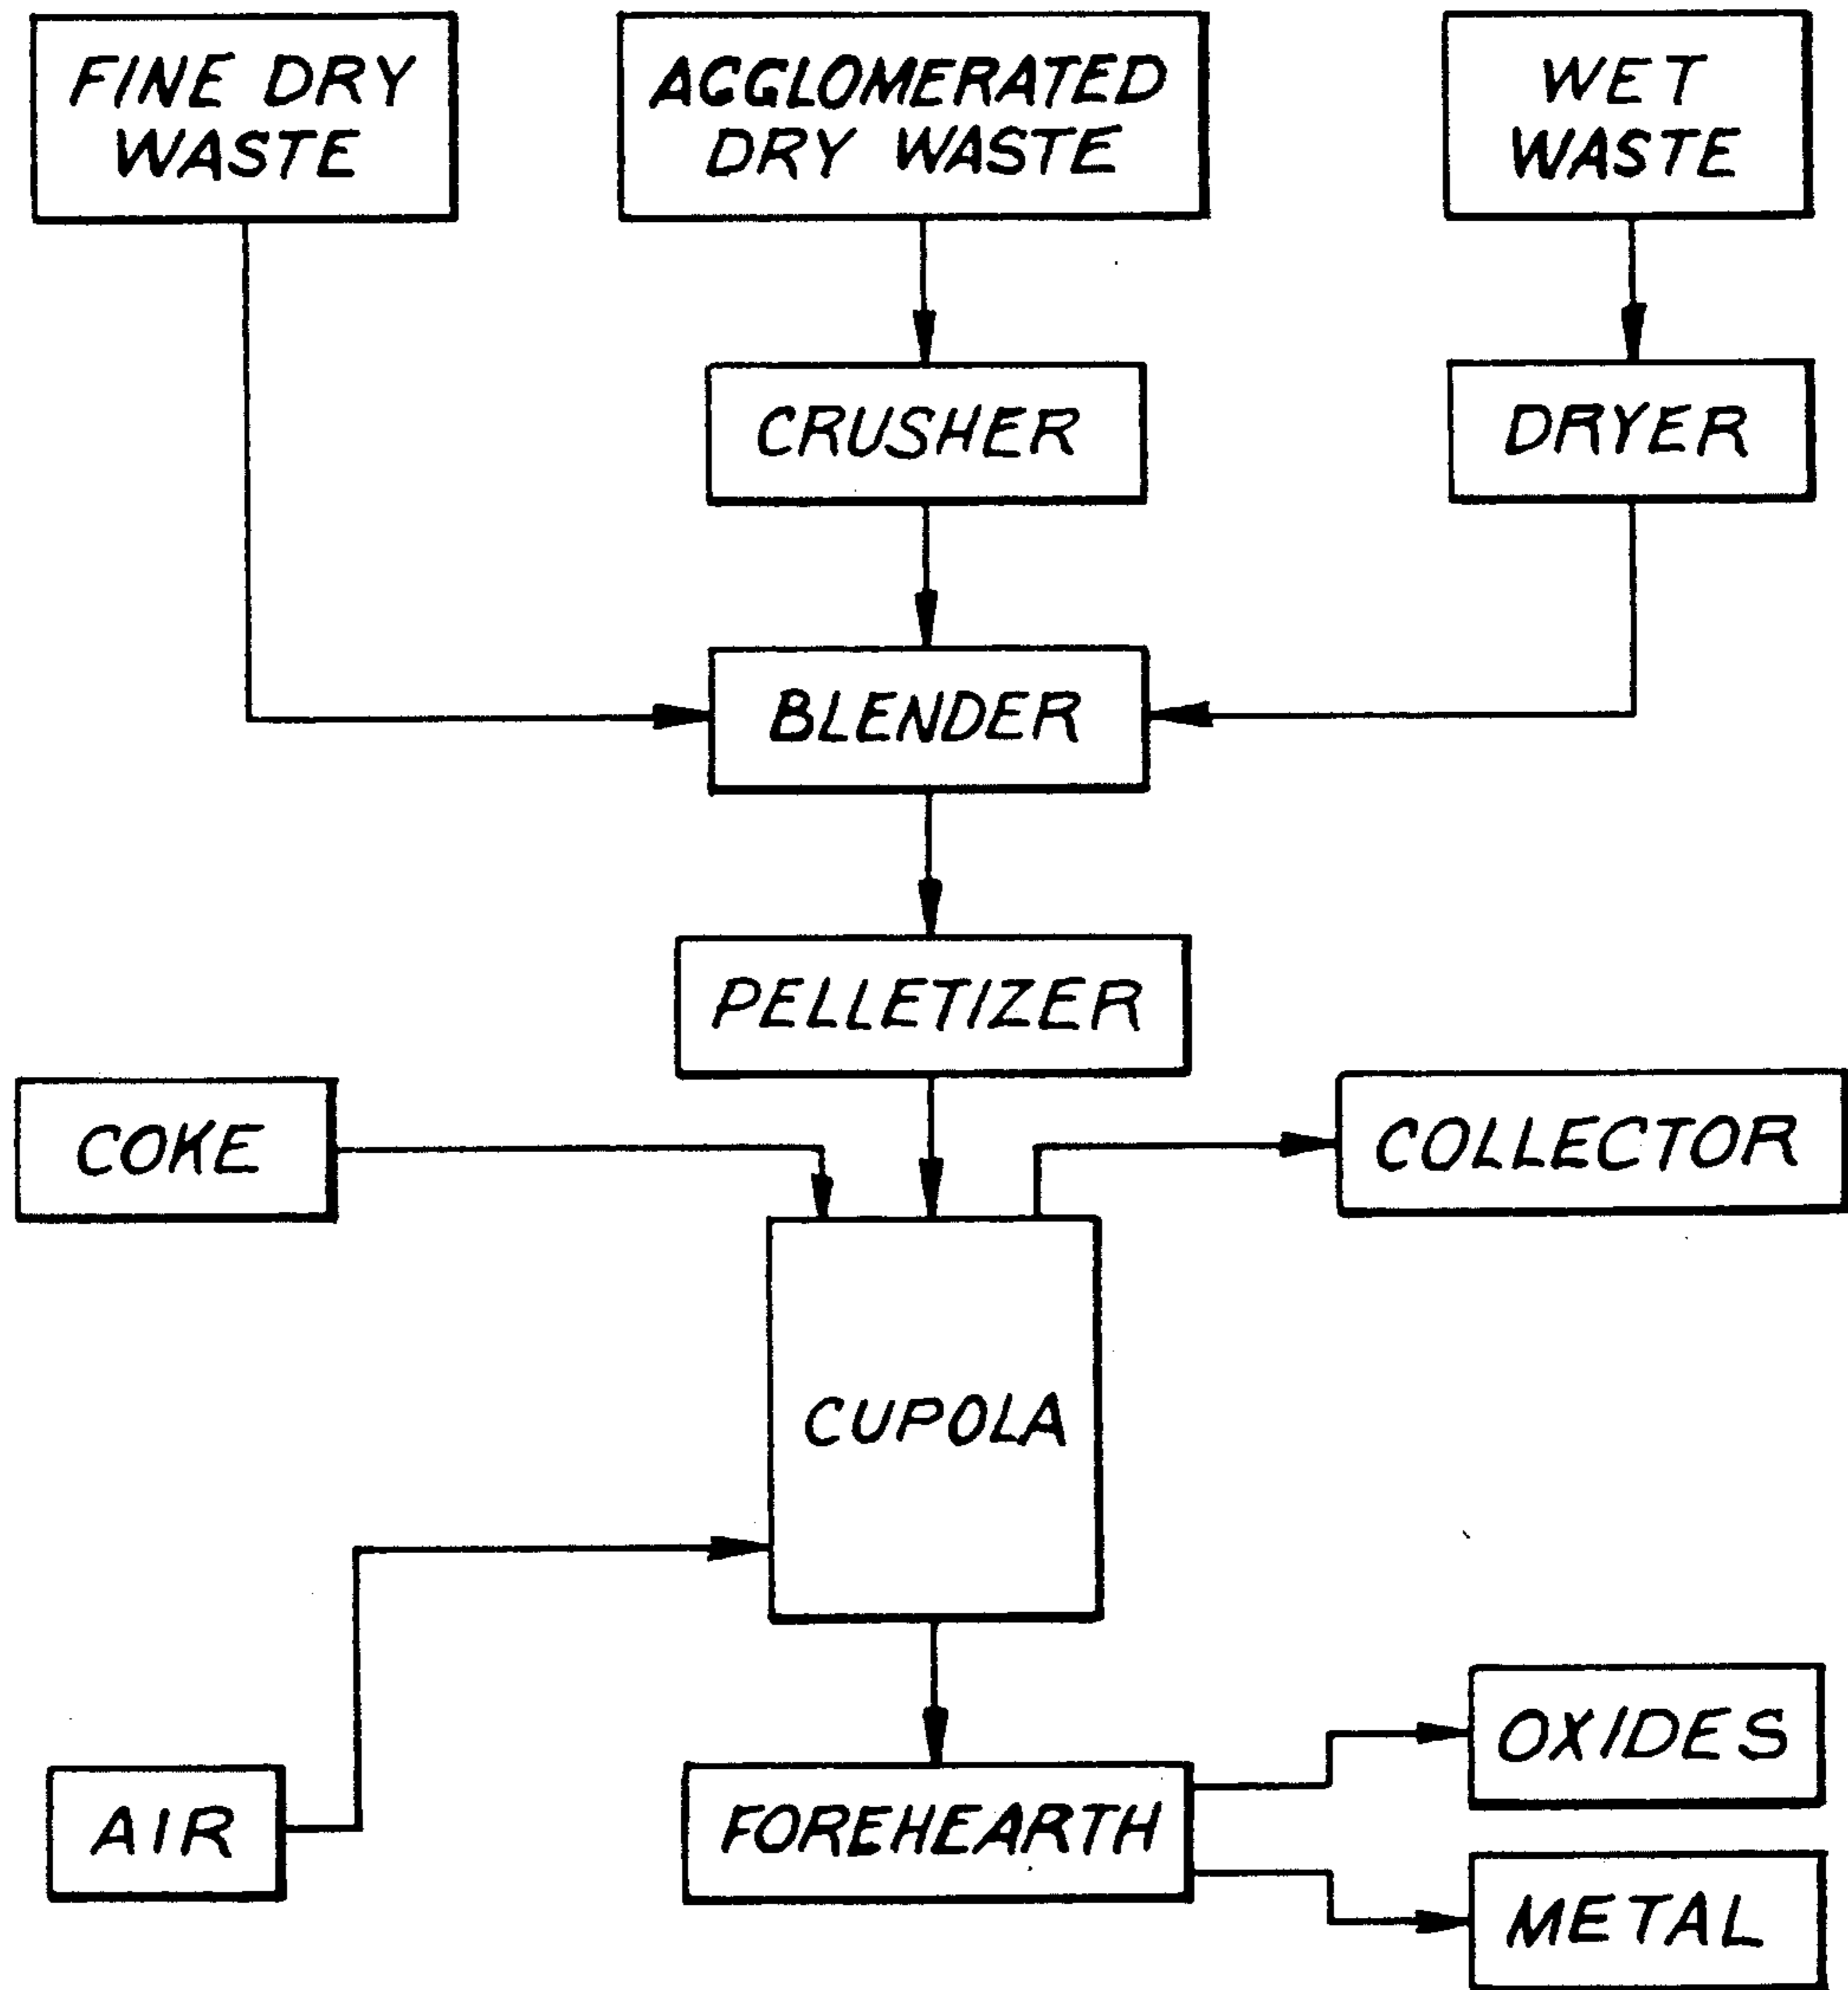 FINE DRY
WASTE
AGGLOMERATED
DRY WASTE
WET
WASTE
CRUSHER
DRYER
BLENDER
PELLETIZER
COKE
COLLECTOR
CUPOLA
OXIDES
AIR
FOREHEARTH
METAL